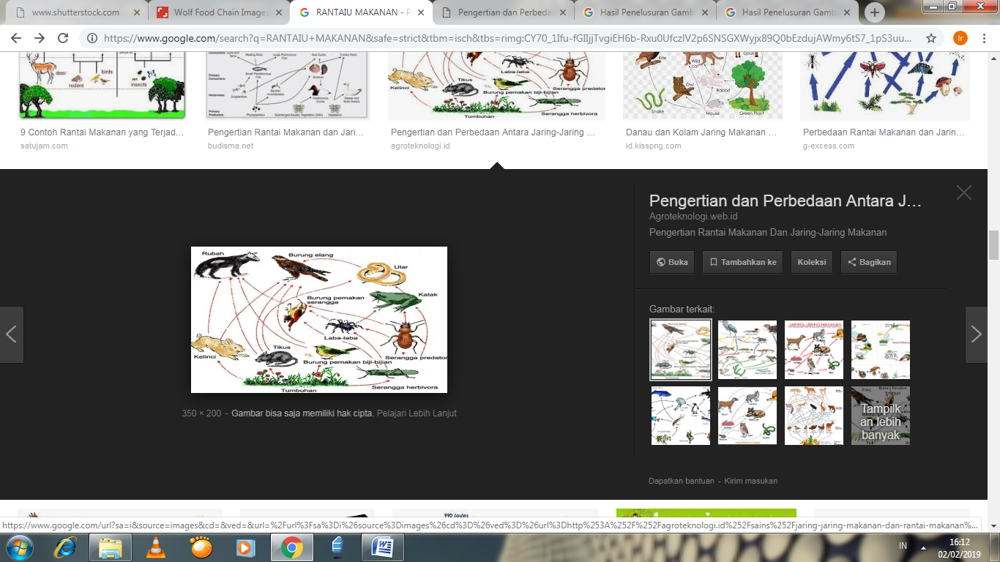 www.shutterstock.com
Wolf Food Chain Images
RANTAIU MAKANAN - P
Pengertian dan Perbeda
Hasil Penelusuran Gamb
Hasil Penelusuran Gamb
https://www.google.com/search?q=RANTAIU+MAKANAN&safe=strict&tbm=isch&tbs=rimg:CY70_1Ifu-fGIIjjTvgiEH6b-Rxu0UfczlV2p6SNSGXWyjx89Q0bEzdujAWmy6tS7_1pS3uu...
Ir
deer
birds
rodent
insects
Kelinci
Tikus
Laba-laba
Burung pemakan biji-bijian
Serangga predator
Tumbuhan
Serangga herbivora
Kite
Wild cat
Goat
Owl
Rabbit
Snake
Mouse
Green Plant
9 Contoh Rantai Makanan yang Terjad...
satujam.com
Pengertian Rantai Makanan dan Jari...
budisma.net
Pengertian dan Perbedaan Antara Jaring-Jaring ...
agroteknologi.id
Danau dan Kolam Jaring Makanan ...
id.kisspng.com
Perbedaan Rantai Makanan dan Jarin...
g-excess.com
Rubah
Burung elang
Ular
Burung pemakan
serangga
Katak
Laba-laba
Kelinci
Tikus
Burung pemakan biji-bijian
Serangga predator
Serangga herbivora
Tumbuhan
350 × 200 - Gambar bisa saja memiliki hak cipta. Pelajari Lebih Lanjut
Pengertian dan Perbedaan Antara J...
Agroteknologi.web.id
Pengertian Rantai Makanan Dan Jaring-Jaring Makanan
Buka
Tambahkan ke
Koleksi
Bagikan
Gambar terkait:
JARING-JARING MAKANAN
Tampilk
an lebih
banyak
Dapatkan bantuan - Kirim masukan
990 Joules
https://www.google.com/url?sa=i&source=images&cd=&ved=&url=%2Furl%3Fsa%3Di%26source%3Dimages%26cd%3D%26ved%3D%26url%3Dhttp%253A%252F%252Fagroteknologi.id%252Fsains%252Fjaring-jaring-makanan-dan-rantai-makanan%...
IN
16:12
02/02/2019